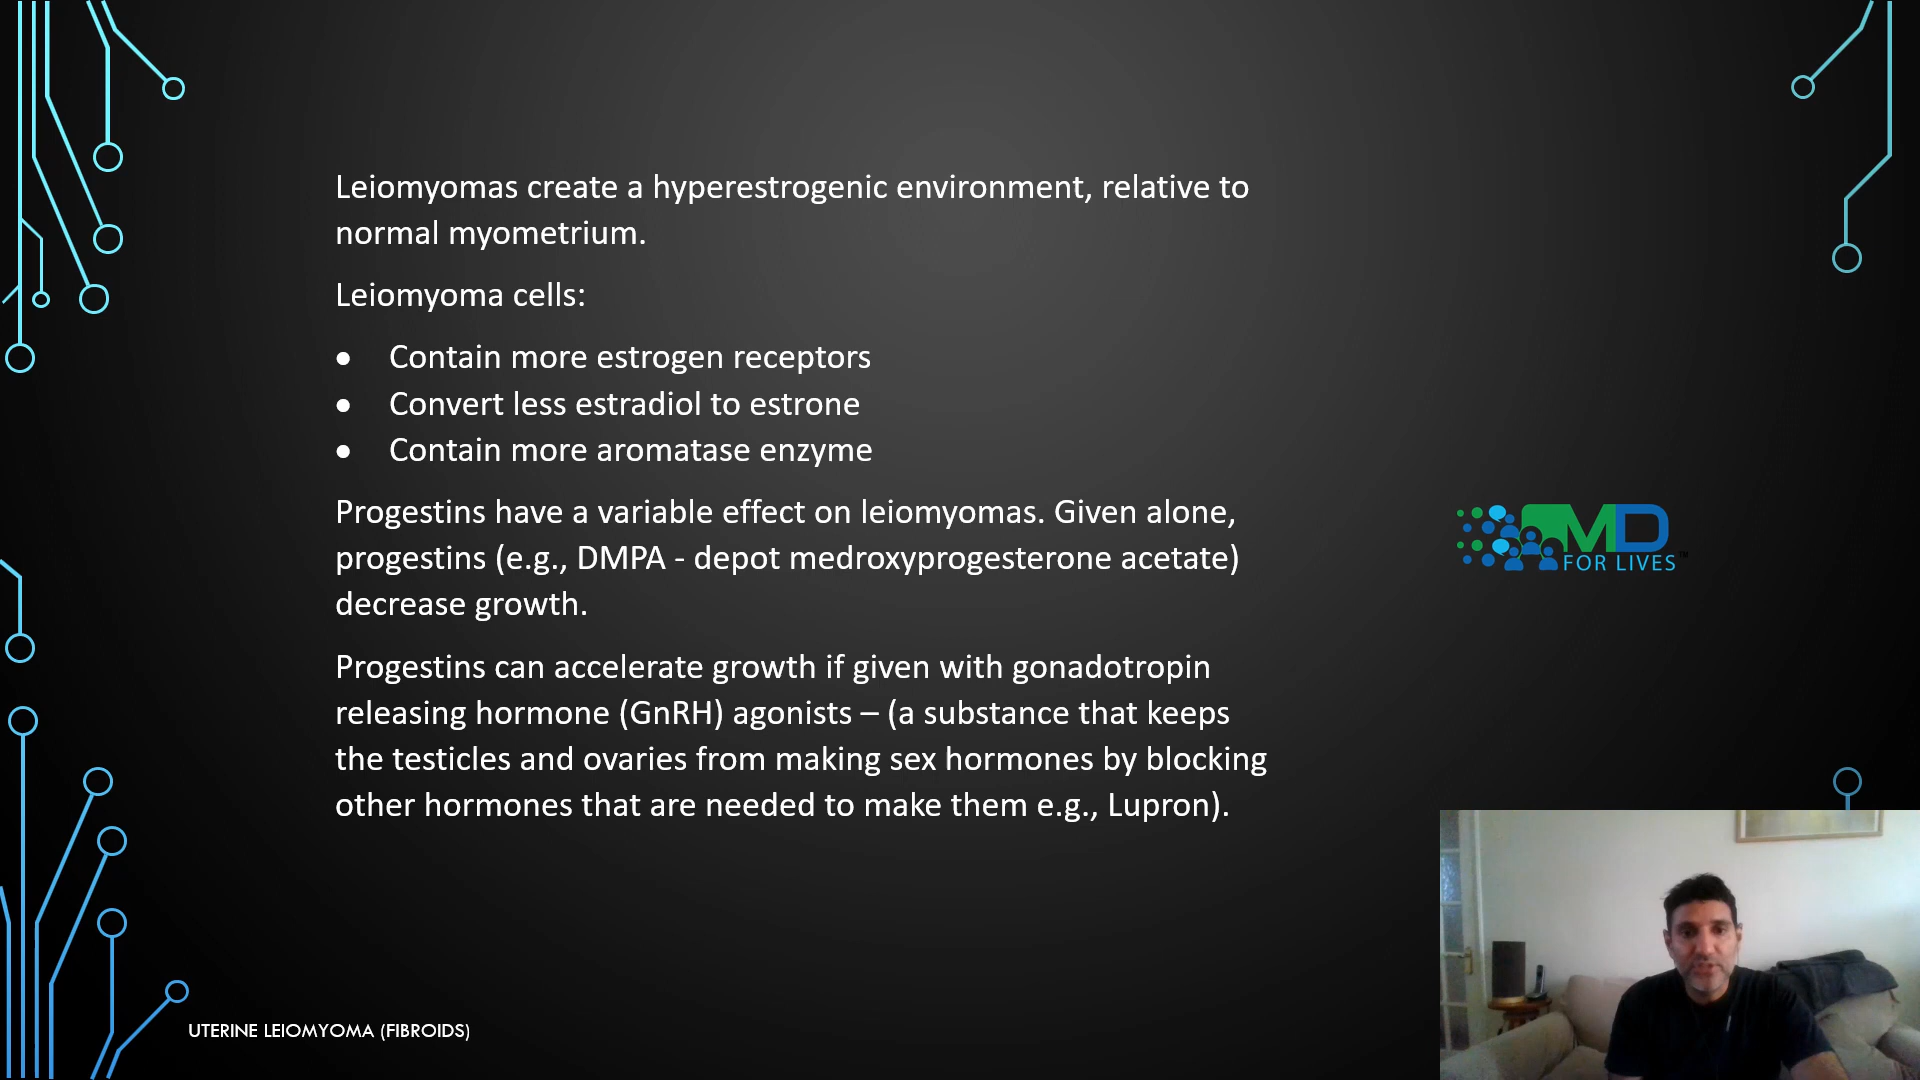 Leiomyomas create a hyperestrogenic environment, relative to
normal myometrium.
Leiomyoma cells:
• Contain more estrogen receptors
• Convert less estradiol to estrone
• Contain more aromatase enzyme
Progestins have a variable effect on leiomyomas. Given alone,
progestins (e.g., DMPA - depot medroxyprogesterone acetate)
decrease growth.
Progestins can accelerate growth if given with gonadotropin
releasing hormone (GnRH) agonists – (a substance that keeps
the testicles and ovaries from making sex hormones by blocking
other hormones that are needed to make them e.g., Lupron).
MD
FOR LIVES™
UTERINE LEIOMYOMA (FIBROIDS)